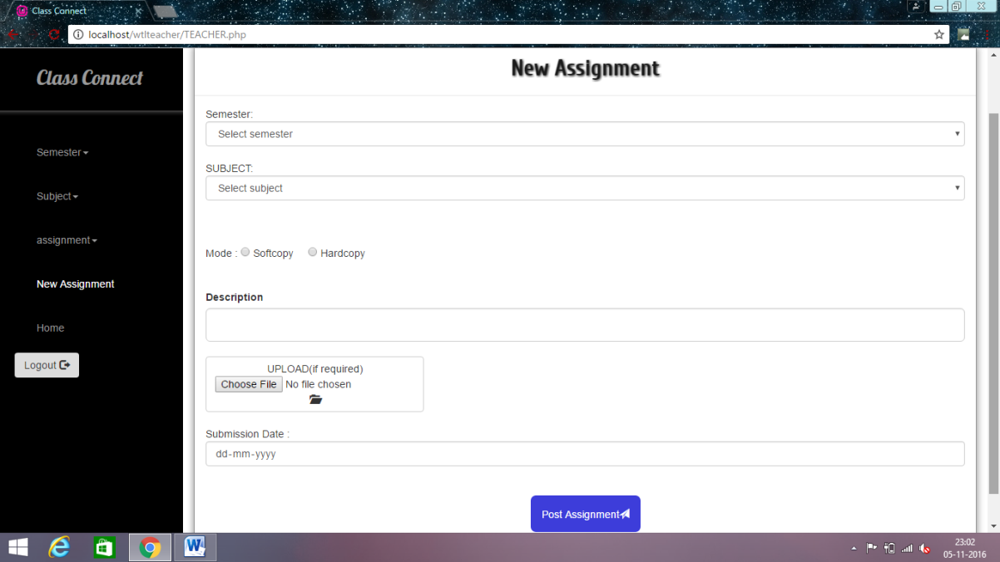 Class Connect
localhost/wtlteacher/TEACHER.php
Class Connect
Semester
Subject
assignment
New Assignment
Home
Logout
New Assignment
Semester:
Select semester
SUBJECT:
Select subject
Mode : Softcopy Hardcopy
Description
UPLOAD(if required)
Choose File No file chosen
Submission Date :
dd-mm-yyyy
Post Assignment
23:02
05-11-2016